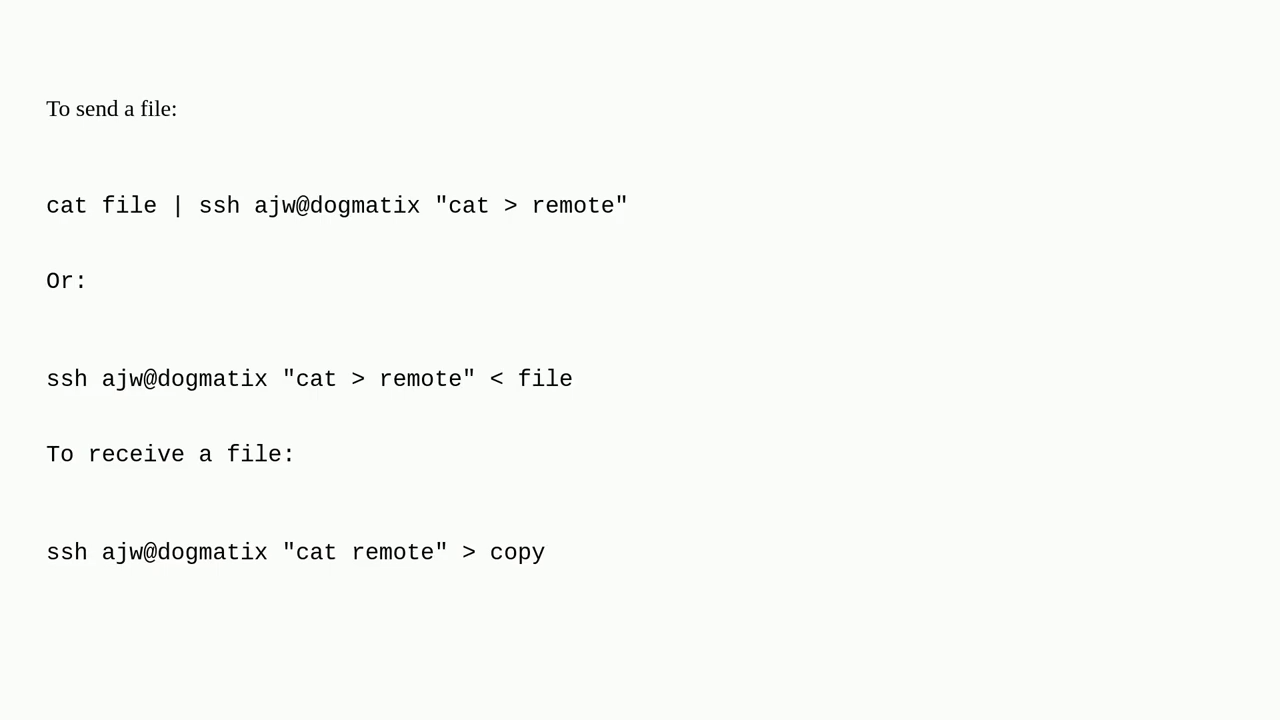 To send a file:
cat file | ssh ajw@dogmatix "cat > remote"
Or:
ssh ajw@dogmatix "cat > remote" < file
To receive a file:
ssh ajw@dogmatix "cat remote" > copy